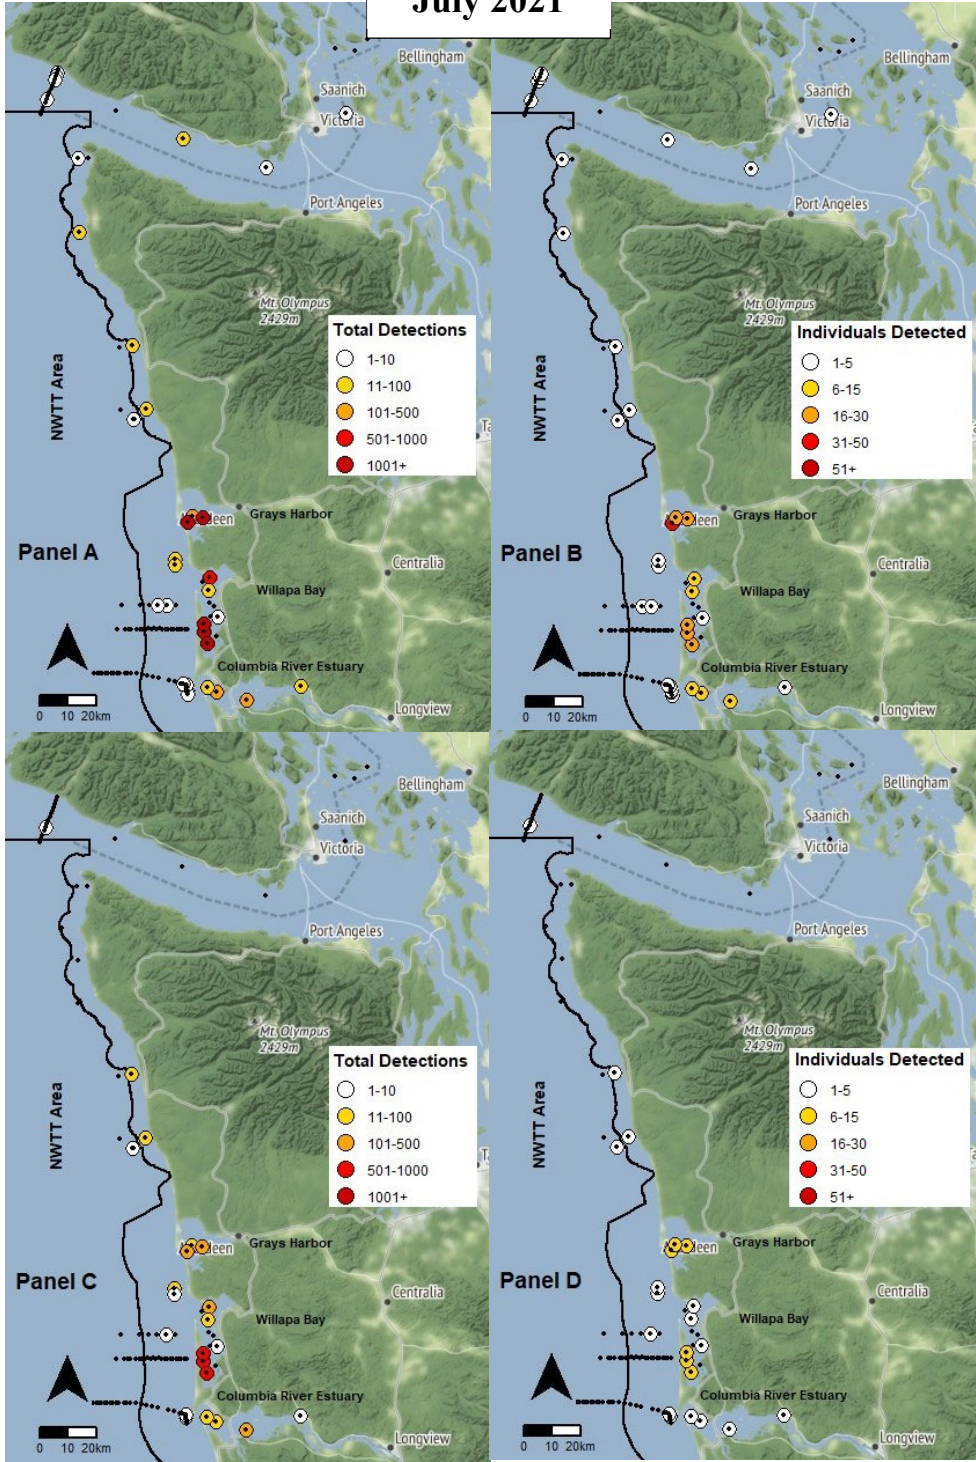 July 2021
Bellingham
Saanich
Victoria
Port Angeles
Mt. Olympus
2429m
NWTT Area
Total Detections
1-10
11-100
101-500
501-1000
1001+
Grays Harbor
Panel A
Centralia
Willapa Bay
Columbia River Estuary
0 10 20km
Longview
Bellingham
Saanich
Victoria
Port Angeles
Mt. Olympus
2429m
NWTT Area
Individuals Detected
1-5
6-15
16-30
31-50
51+
Grays Harbor
Panel B
Centralia
Willapa Bay
Columbia River Estuary
0 10 20km
Longview
Bellingham
Saanich
Victoria
Port Angeles
Mt. Olympus
2429m
NWTT Area
Total Detections
1-10
11-100
101-500
501-1000
1001+
Grays Harbor
Panel C
Centralia
Willapa Bay
Columbia River Estuary
0 10 20km
Longview
Bellingham
Saanich
Victoria
Port Angeles
Mt. Olympus
2429m
NWTT Area
Individuals Detected
1-5
6-15
16-30
31-50
51+
Grays Harbor
Panel D
Centralia
Willapa Bay
Columbia River Estuary
0 10 20km
Longview